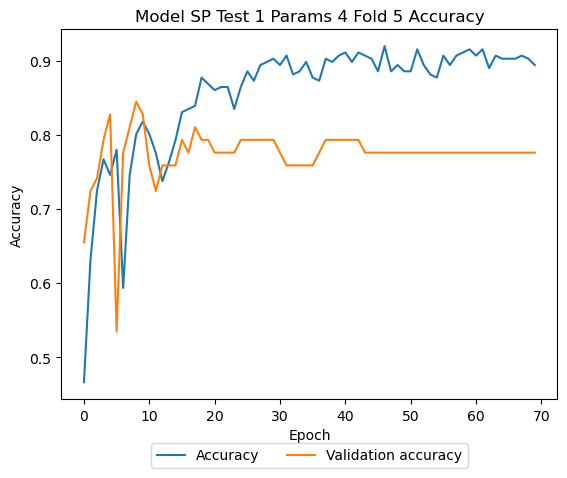 Model SP Test 1 Params 4 Fold 5 Accuracy
Accuracy
0.9
0.8
0.7
0.6
0.5
0 10 20 30 40 50 60 70
Epoch
Accuracy Validation accuracy